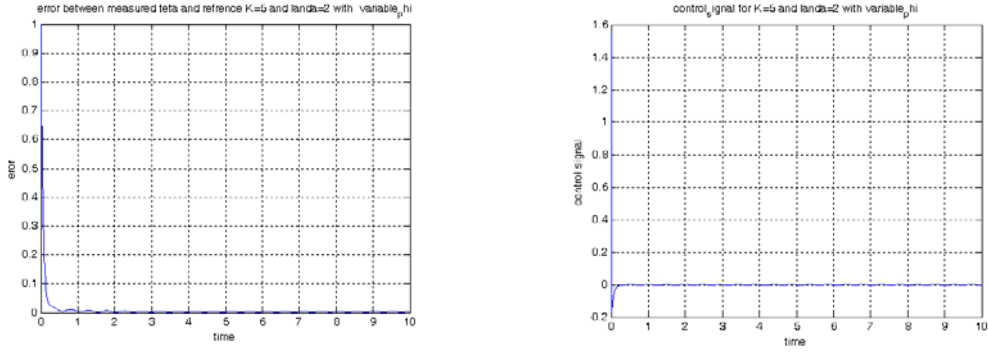 error between measured teta and refrence K=5 and landa=2 with variablephi
1
0.9
0.8
0.7
0.6
0.5
0.4
0.3
0.2
0.1
0
eror
0 1 2 3 4 5 6 7 8 9 10
time
controlsignal for K=5 and landa=2 with variablephi
1.6
1.4
1.2
1
0.8
0.6
0.4
0.2
0
-0.2
control signal
0 1 2 3 4 5 6 7 8 9 10
time